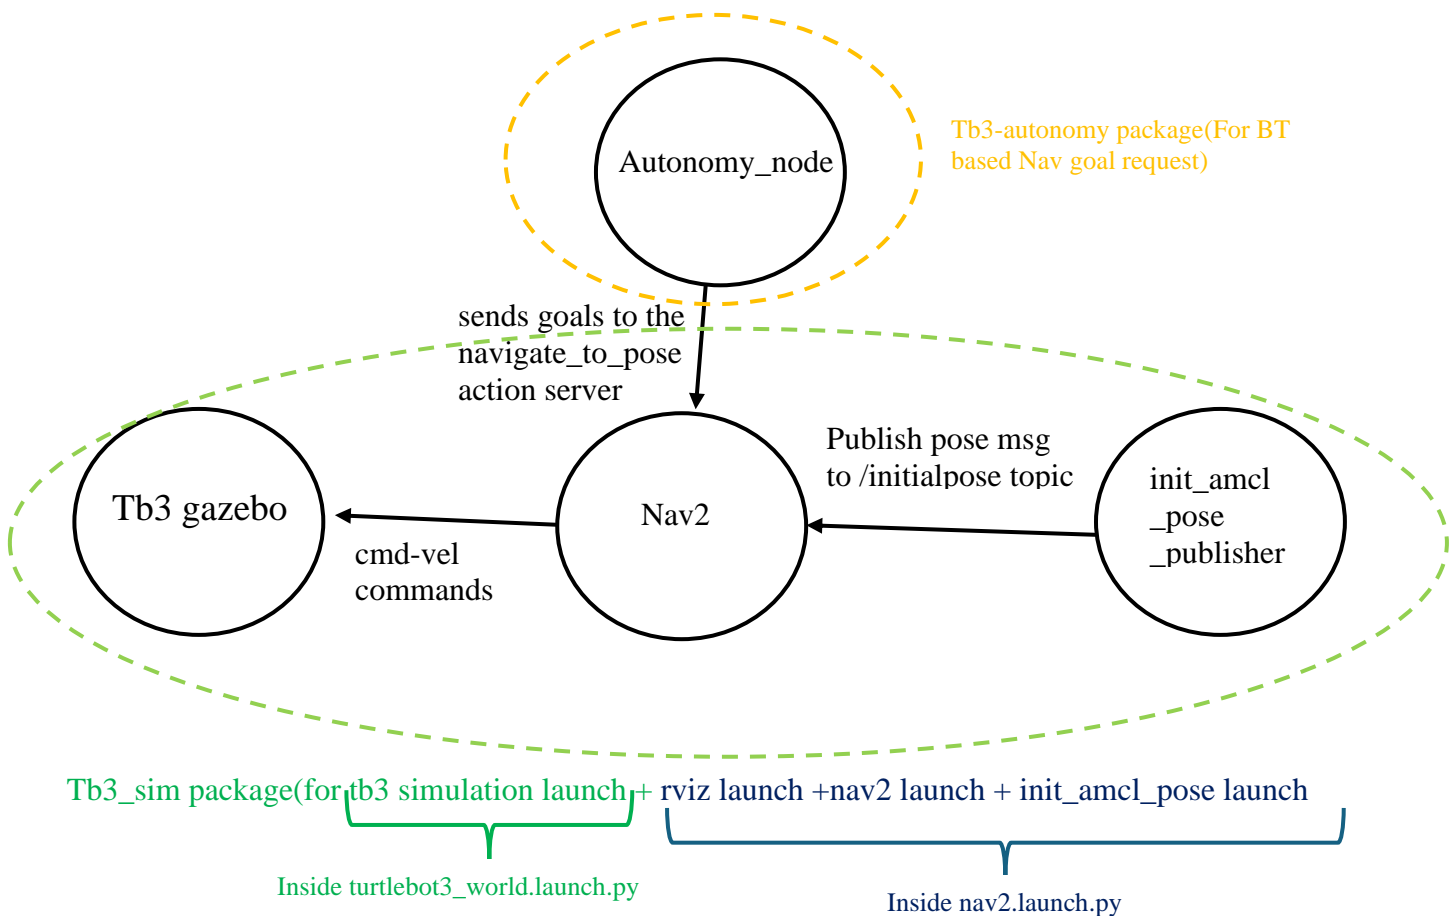 Autonomy_node
Tb3-autonomy package(For BT
based Nav goal request)
sends goals to the
navigate_to_pose
action server
Tb3 gazebo
cmd-vel
commands
Nav2
Publish pose msg
to /initialpose topic
init_amcl
_pose
_publisher
Tb3_sim package(for tb3 simulation launch + rviz launch +nav2 launch + init_amcl_pose launch
Inside turtlebot3_world.launch.py
Inside nav2.launch.py